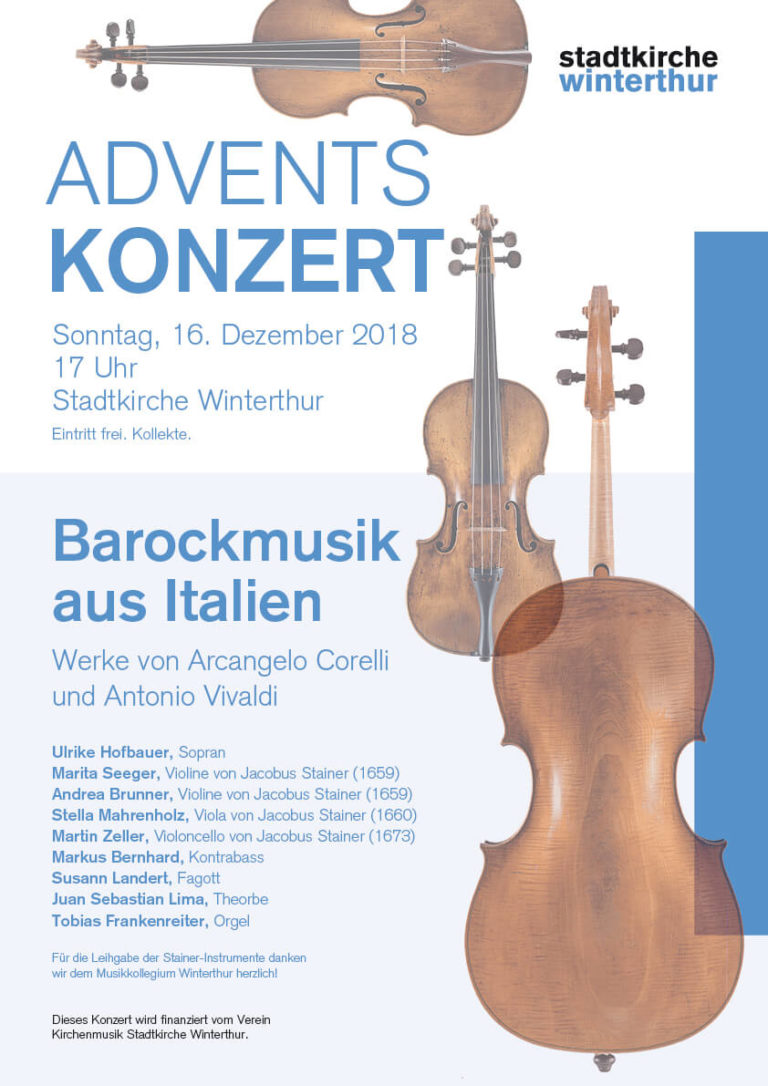 stadtkirche
winterthur
ADVENTS
KONZERT
Sonntag, 16. Dezember 2018
17 Uhr
Stadtkirche Winterthur
Eintritt frei. Kollekte.
Barockmusik
aus Italien
Werke von Arcangelo Corelli
und Antonio Vivaldi
Ulrike Hofbauer, Sopran
Marita Seeger, Violine von Jacobus Stainer (1659)
Andrea Brunner, Violine von Jacobus Stainer (1659)
Stella Mahrenholz, Viola von Jacobus Stainer (1660)
Martin Zeller, Violoncello von Jacobus Stainer (1673)
Markus Bernhard, Kontrabass
Susann Landert, Fagott
Juan Sebastian Lima, Theorbe
Tobias Frankenreiter, Orgel
Für die Leihgabe der Stainer-Instrumente danken
wir dem Musikkollegium Winterthur herzlich!
Dieses Konzert wird finanziert vom Verein
Kirchenmusik Stadtkirche Winterthur.